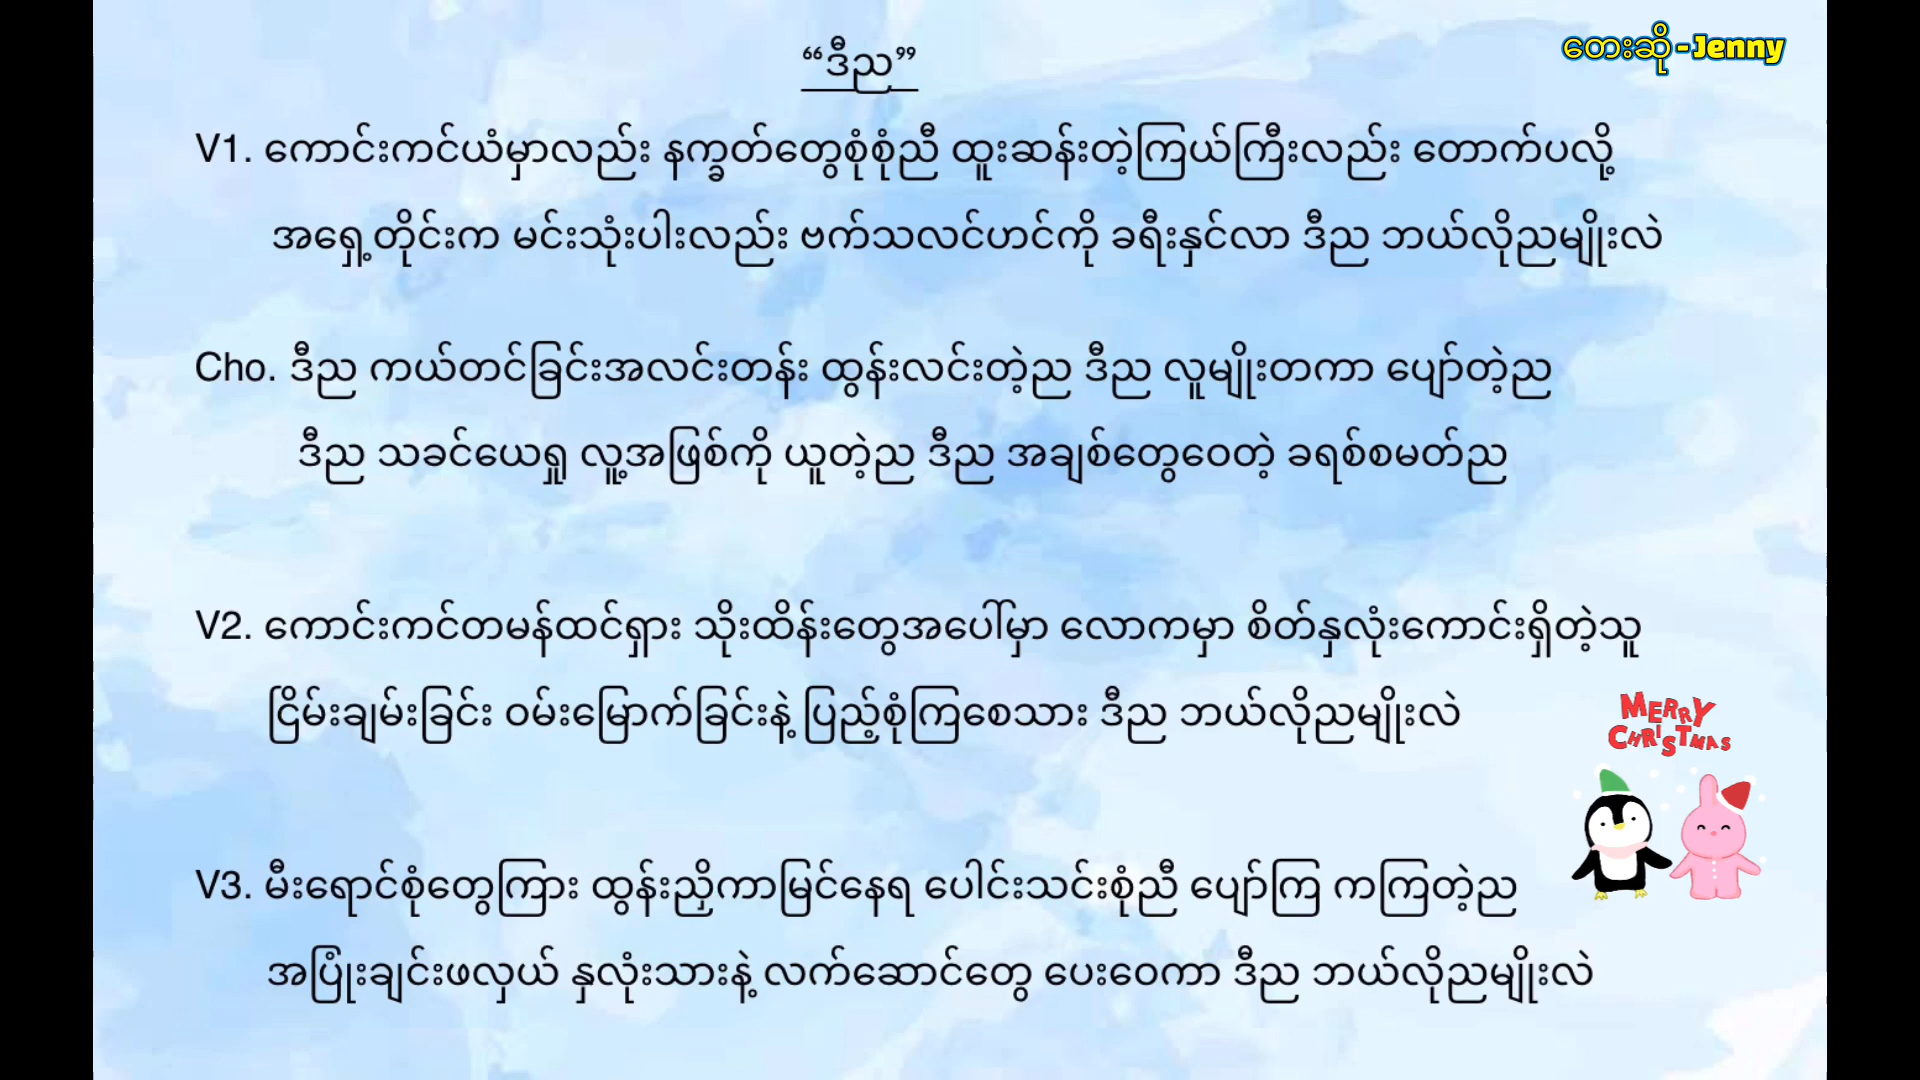 “ဒီည”
တေးဆို - Jenny
V1. ကောင်းကင်ယံမှာလည်း နက္ခတ်တွေစုံစုံညီ ထူးဆန်းတဲ့ကြယ်ကြီးလည်း တောက်ပလို့
အရှေ့တိုင်းက မင်းသုံးပါးလည်း ဗက်သလင်ဟင်ကို ခရီးနှင်လာ ဒီည ဘယ်လိုညမျိုးလဲ
Cho. ဒီည ကယ်တင်ခြင်းအလင်းတန်း ထွန်းလင်းတဲ့ည ဒီည လူမျိုးတကာ ပျော်တဲ့ည
ဒီည သခင်ယေရှု လူ့အဖြစ်ကို ယူတဲ့ည ဒီည အချစ်တွေဝေတဲ့ ခရစ်စမတ်ည
V2. ကောင်းကင်တမန်ထင်ရှား သိုးထိန်းတွေအပေါ်မှာ လောကမှာ စိတ်နှလုံးကောင်းရှိတဲ့သူ
ငြိမ်းချမ်းခြင်း ဝမ်းမြောက်ခြင်းနဲ့ ပြည့်စုံကြစေသား ဒီည ဘယ်လိုညမျိုးလဲ
MERRY
CHRISTMAS
V3. မီးရောင်စုံတွေကြား ထွန်းညှိကာမြင်နေရ ပေါင်းသင်းစုံညီ ပျော်ကြ ကကြတဲ့ည
အပြုံးချင်းဖလှယ် နှလုံးသားနဲ့ လက်ဆောင်တွေ ပေးဝေကာ ဒီည ဘယ်လိုညမျိုးလဲ